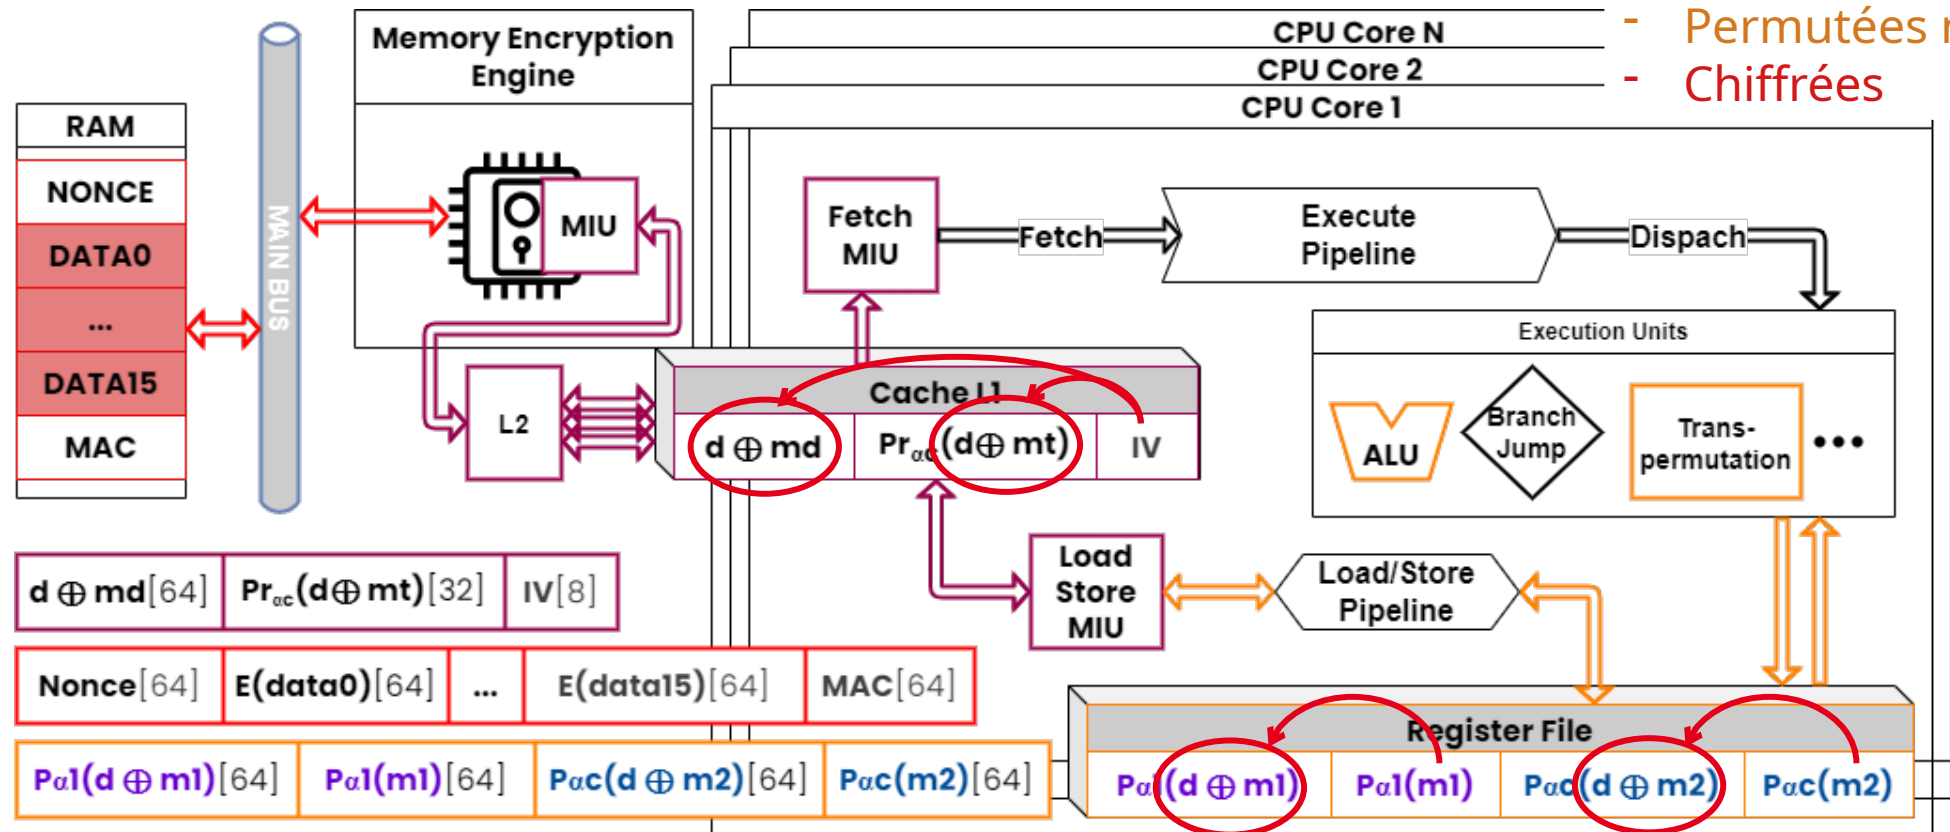 - Permutées
- Chiffrées
CPU Core N
CPU Core 2
CPU Core 1
Memory Encryption
Engine
RAM
NONCE
DATA0
...
DATA15
MAC
MAIN BUS
MIU
L2
Fetch
MIU
Fetch
Execute
Pipeline
Dispach
Execution Units
ALU
Branch
Jump
Trans-
permutation
•••
Cache L1
d ⊕ md
Prαc(d⊕ mt)
IV
Load
Store
MIU
Load/Store
Pipeline
d ⊕ md[64] Prαc(d⊕ mt)[32] IV[8]
Nonce[64] E(data0)[64] ... E(data15)[64] MAC[64]
Pα1(d ⊕ m1)[64] Pα1(m1)[64] Pαc(d ⊕ m2)[64] Pαc(m2)[64]
Register File
Pα1(d ⊕ m1) Pα1(m1) Pαc(d ⊕ m2) Pαc(m2)